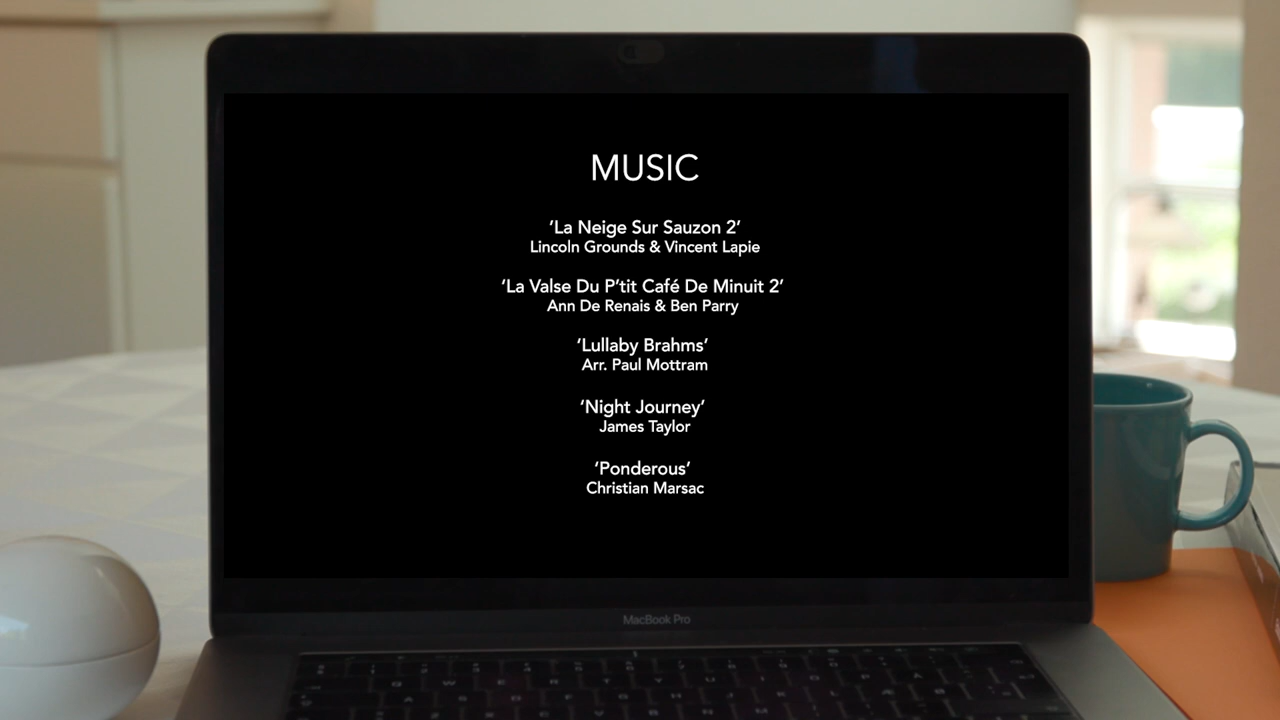 MUSIC
‘La Neige Sur Sauzon 2’
Lincoln Grounds & Vincent Lapie
‘La Valse Du P’tit Café De Minuit 2’
Ann De Renais & Ben Parry
‘Lullaby Brahms’
Arr. Paul Mottram
‘Night Journey’
James Taylor
‘Ponderous’
Christian Marsac
MacBook Pro